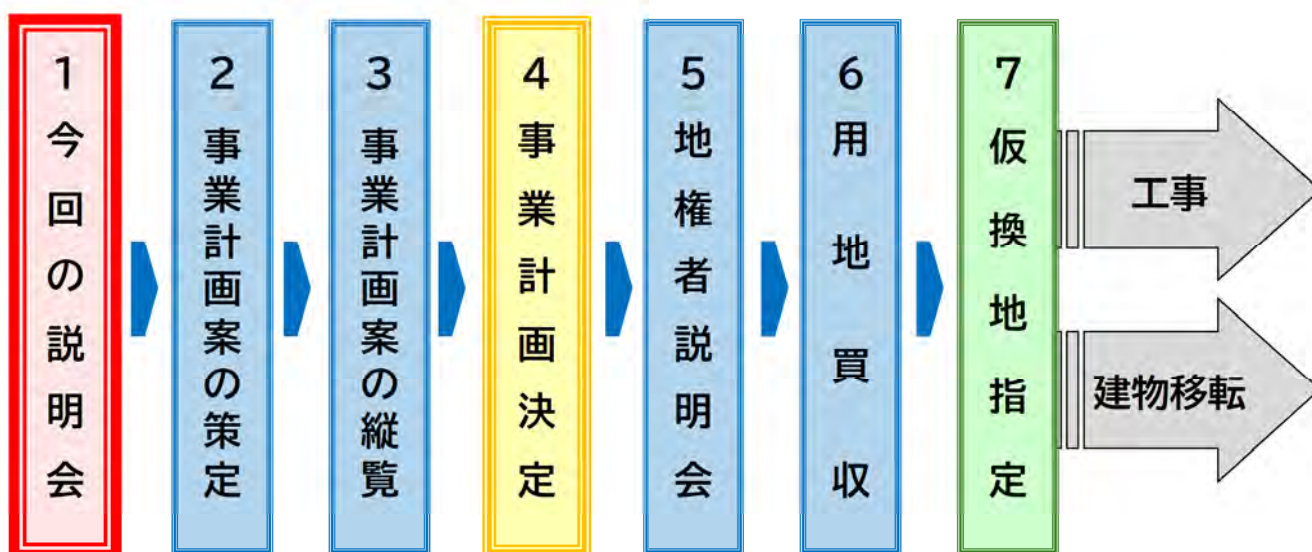 1今回の説明会
2事業計画案の策定
3事業計画案の縦覧
4事業計画決定
5地権者説明会
6用地買収
7仮換地指定
工事
建物移転